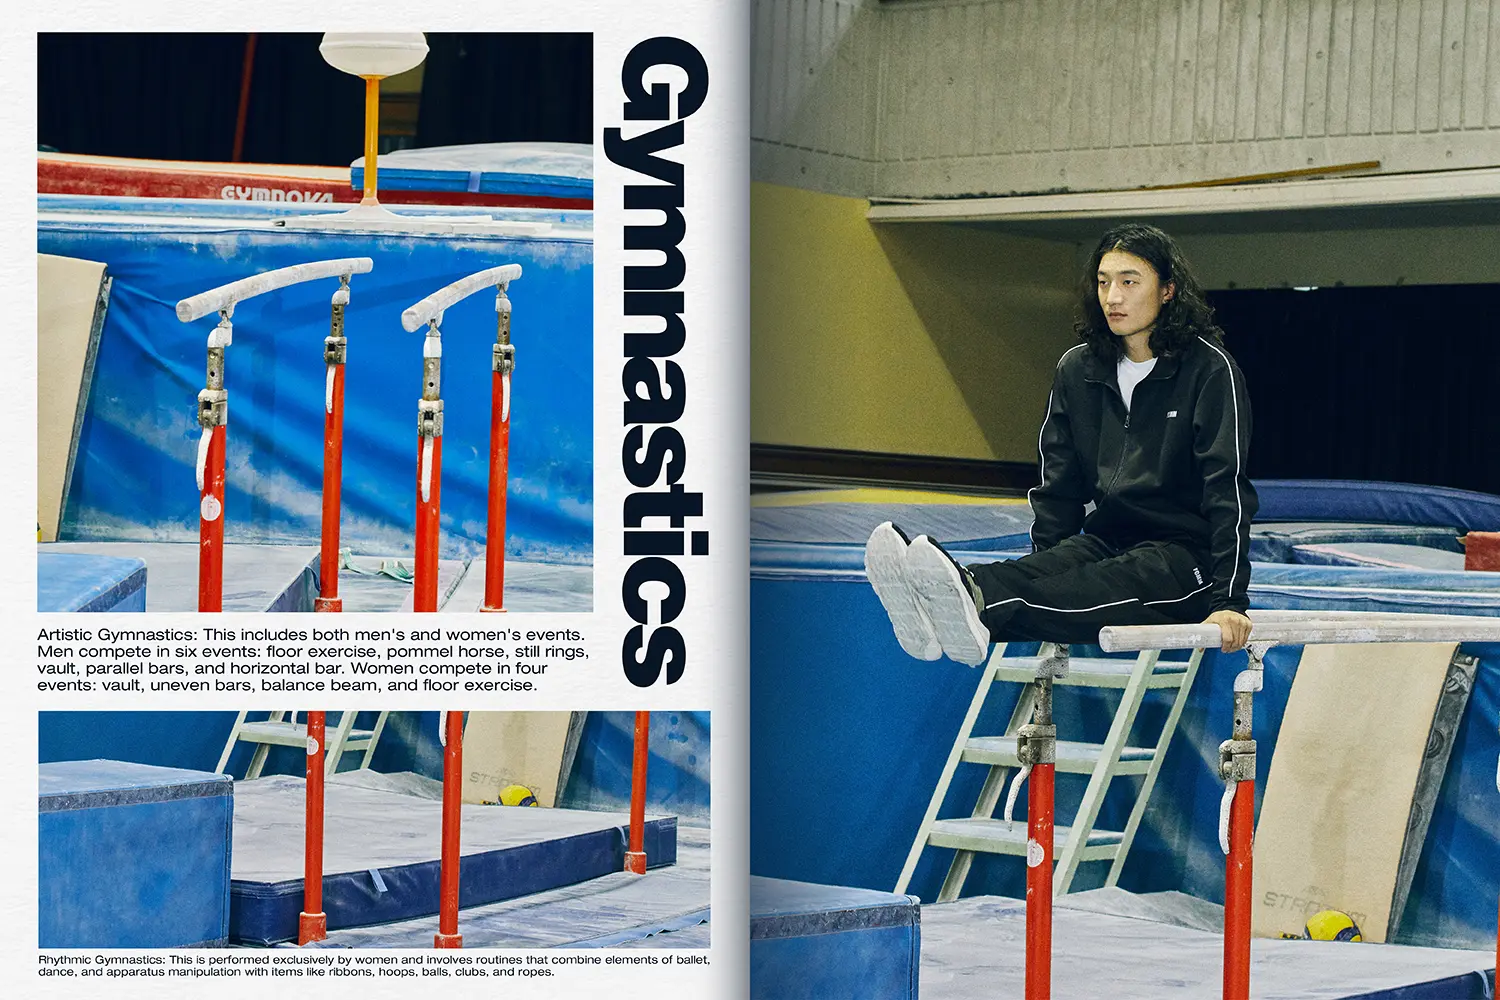 GYMNOVA
Gymnastics
Artistic Gymnastics: This includes both men's and women's events.
Men compete in six events: floor exercise, pommel horse, still rings,
vault, parallel bars, and horizontal bar. Women compete in four
events: vault, uneven bars, balance beam, and floor exercise.
Rhythmic Gymnastics: This is performed exclusively by women and involves routines that combine elements of ballet,
dance, and apparatus manipulation with items like ribbons, hoops, balls, clubs, and ropes.